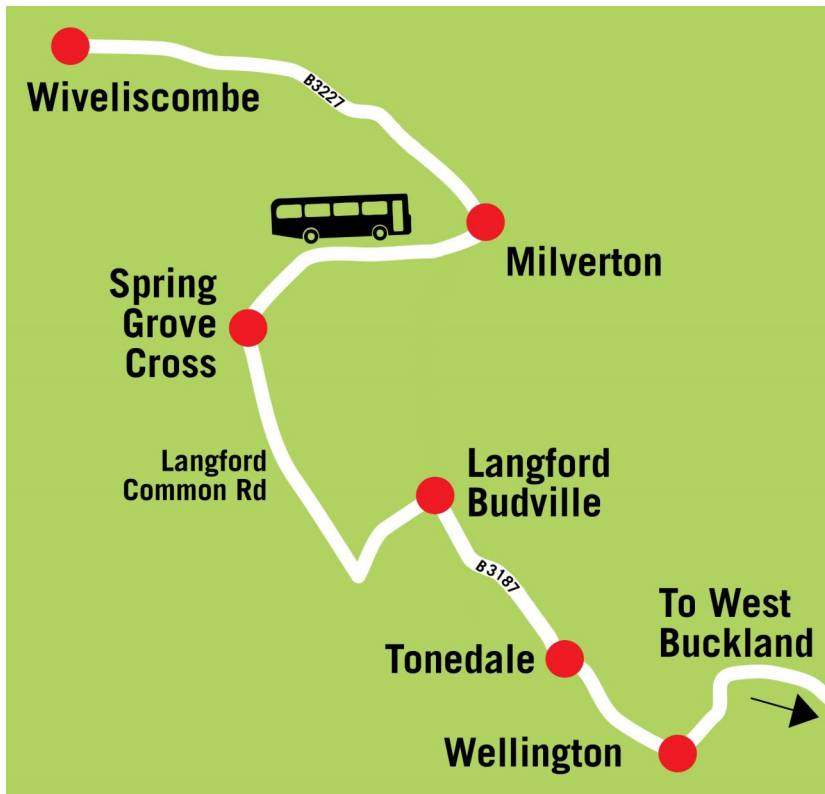 Wiveliscombe
B3227
Milverton
Spring
Grove
Cross
Langford
Common Rd
Langford
Budville
B3187
To West
Buckland
Tonedale
Wellington